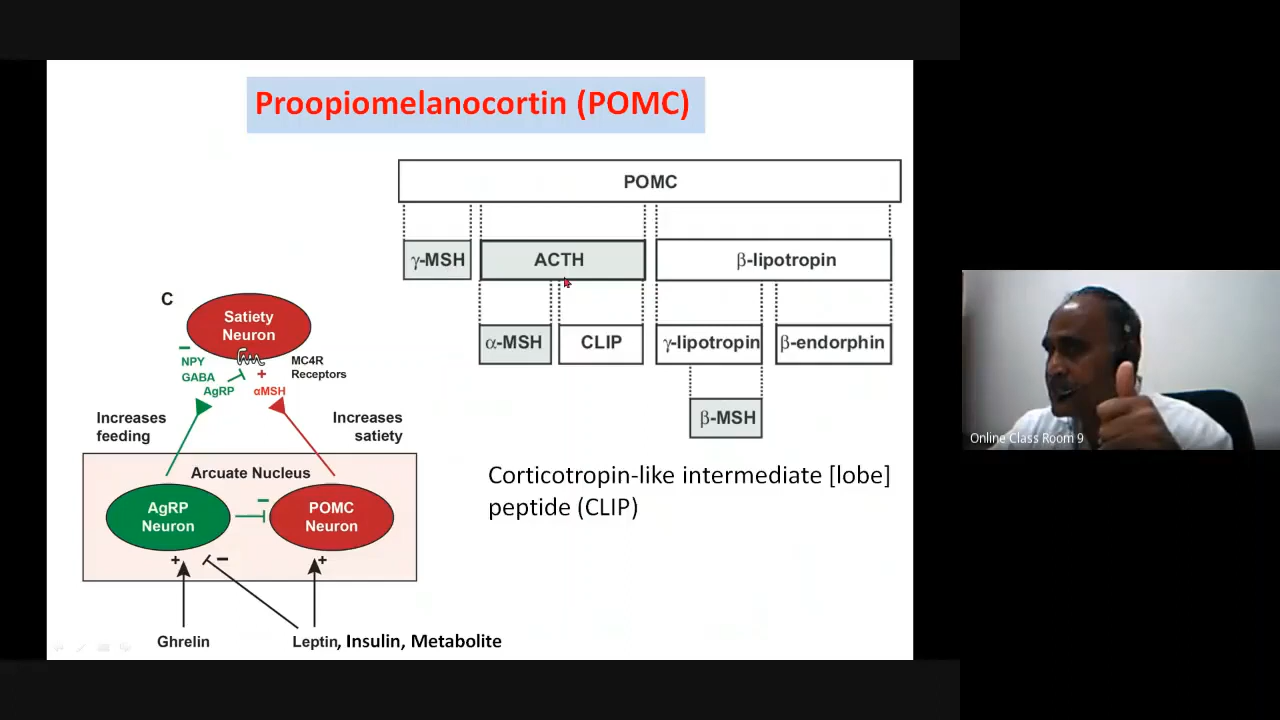 Proopiomelanocortin (POMC)
POMC
γ-MSH
ACTH
β-lipotropin
α-MSH
CLIP
γ-lipotropin
β-endorphin
β-MSH
Corticotropin-like intermediate [lobe]
peptide (CLIP)
C
Satiety
Neuron
−
NPY
GABA
AgRP
+
αMSH
MC4R
Receptors
Increases
feeding
Increases
satiety
Arcuate Nucleus
AgRP
Neuron
−
POMC
Neuron
+
−
+
Ghrelin
Leptin, Insulin, Metabolite
Online Class Room 9